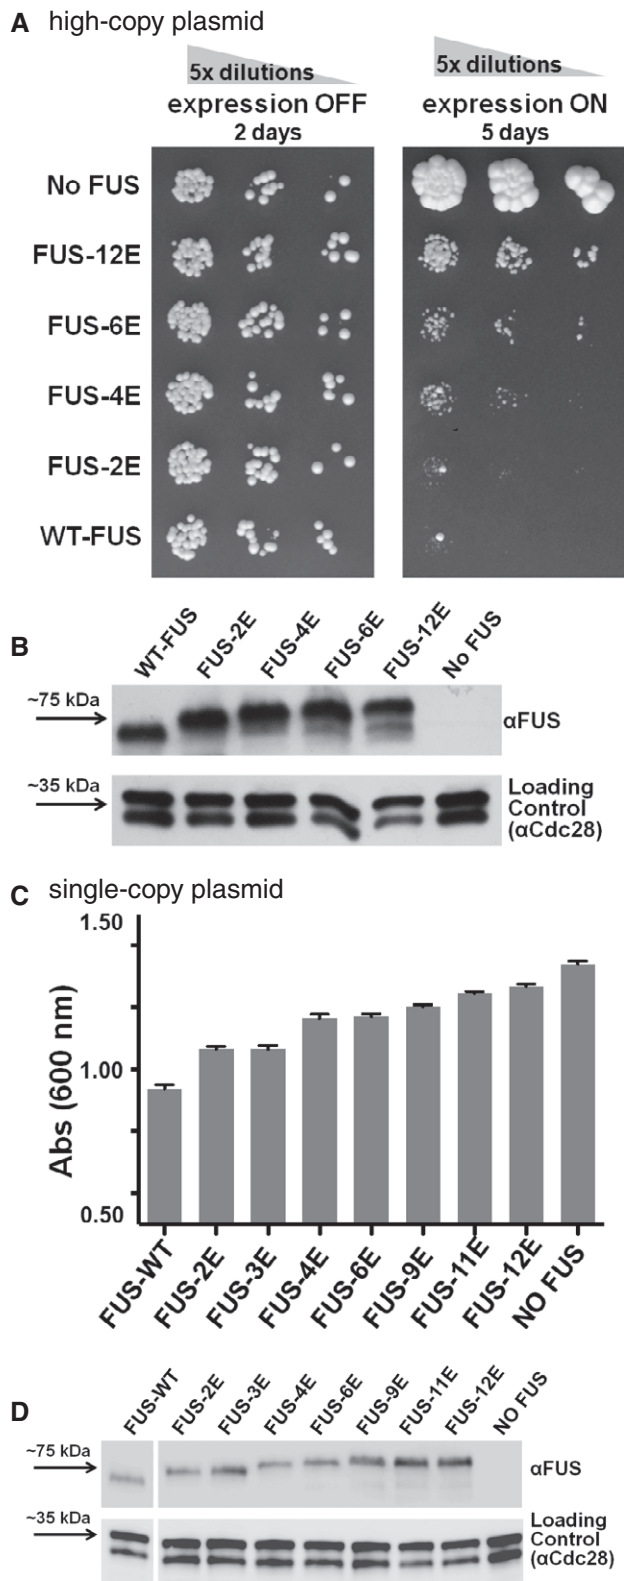 A high-copy plasmid
5x dilutions
5x dilutions
expression OFF
expression ON
2 days
5 days
No FUS
FUS-12E
FUS-6E
FUS-4E
FUS-2E
WT-FUS
B
WT-FUS
FUS-2E
FUS-4E
FUS-6E
FUS-12E
No FUS
~75 kDa
αFUS
~35 kDa
Loading
Control
(αCdc28)
C single-copy plasmid
1.50
1.00
0.50
Abs (600 nm)
FUS-WT
FUS-2E
FUS-3E
FUS-4E
FUS-6E
FUS-9E
FUS-11E
FUS-12E
NO FUS
D
FUS-WT
FUS-2E
FUS-3E
FUS-4E
FUS-6E
FUS-9E
FUS-11E
FUS-12E
NO FUS
~75 kDa
αFUS
~35 kDa
Loading
Control
(αCdc28)